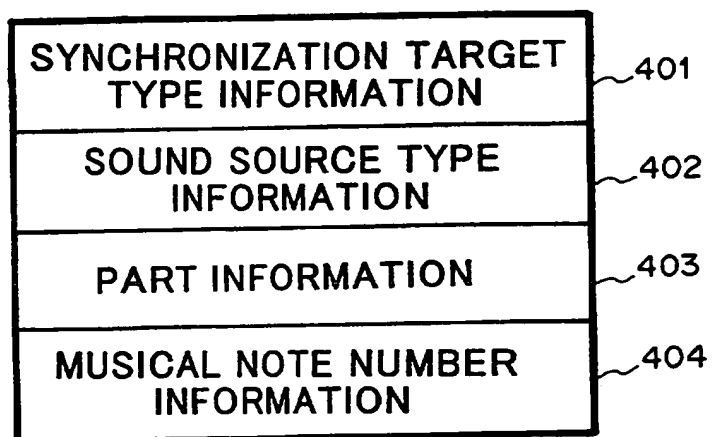 SYNCHRONIZATION TARGET
TYPE INFORMATION
401
SOUND SOURCE TYPE
INFORMATION
402
PART INFORMATION
403
MUSICAL NOTE NUMBER
INFORMATION
404